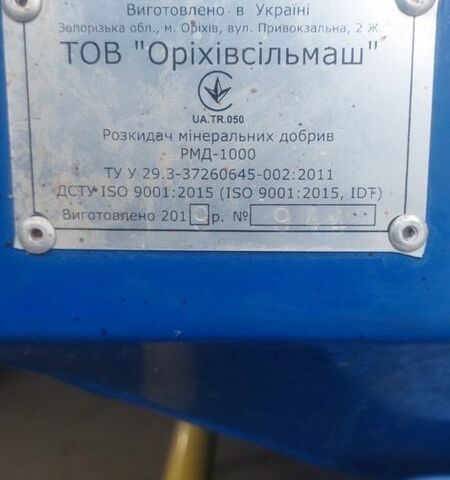 Виготовлено в Україні
Запорізька обл., м. Оріхів, вул. Привокзальна, 2 Ж
ТОВ "Оріхівсільмаш"
UA.TR.050
Розкидач мінеральних добрив
РМД-1000
ТУ У 29.3-37260645-002:2011
ДСТУ ISO 9001:2015 (ISO 9001:2015, IDT)
Виготовлено 201 р. №